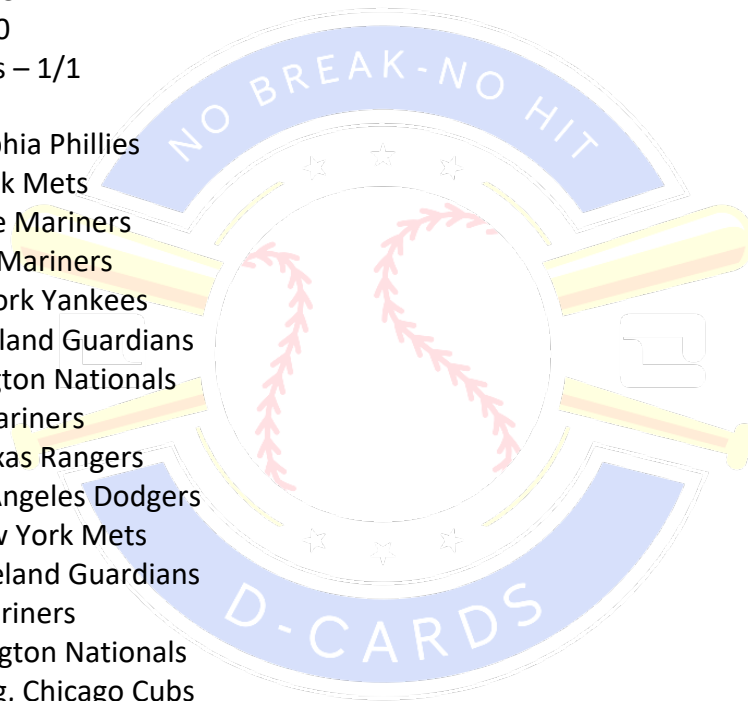 0
s – 1/1
NO BREAK-NO HIT
hia Phillies
k Mets
e Mariners
Mariners
ork Yankees
land Guardians
gton Nationals
ariners
xas Rangers
Angeles Dodgers
w York Mets
eland Guardians
riners
D-CARDS
gton Nationals
g. Chicago Cubs